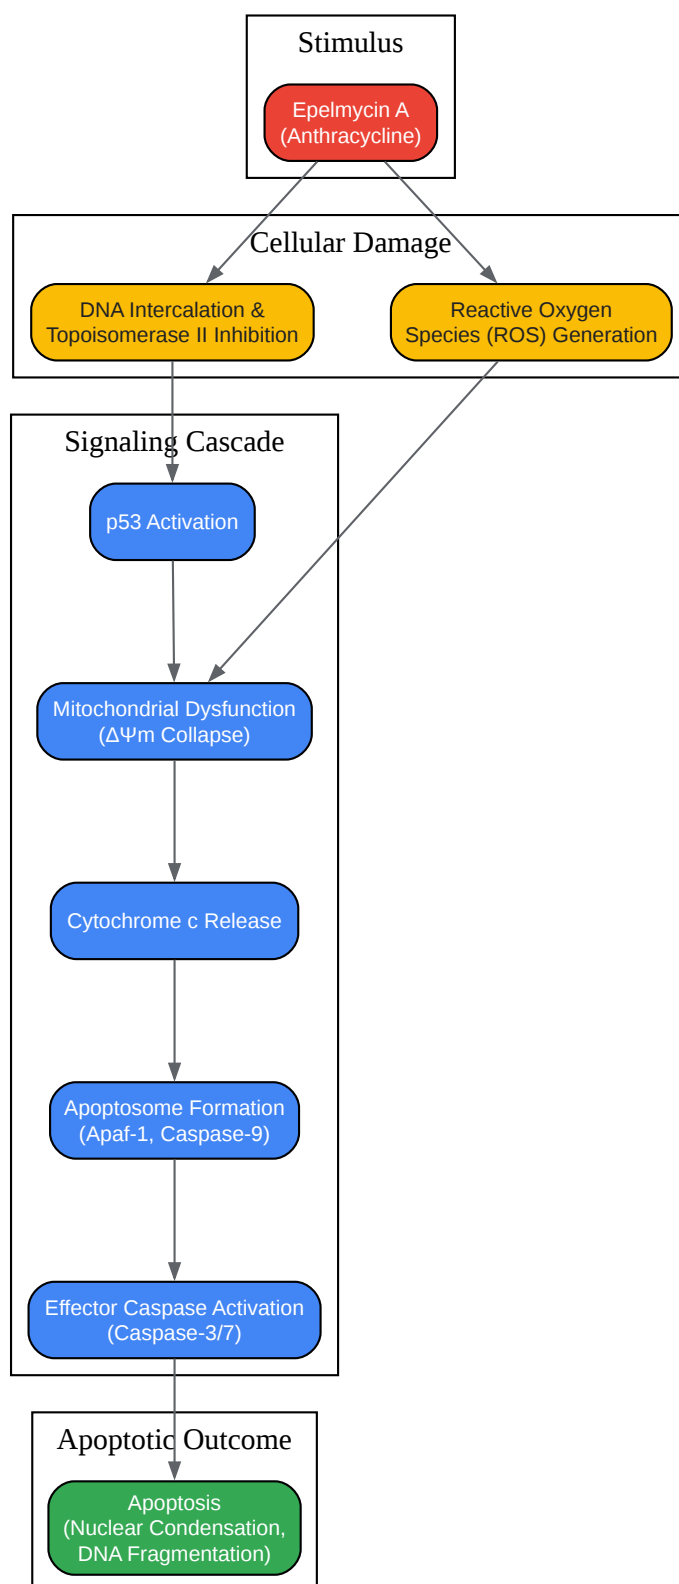 Stimulus
Epelmycin A
(Anthracycline)
Cellular Damage
DNA Intercalation &
Topoisomerase II Inhibition
Reactive Oxygen
Species (ROS) Generation
Signaling Cascade
p53 Activation
Mitochondrial Dysfunction
(ΔΨm Collapse)
Cytochrome c Release
Apoptosome Formation
(Apaf-1, Caspase-9)
Effector Caspase Activation
(Caspase-3/7)
Apoptotic Outcome
Apoptosis
(Nuclear Condensation,
DNA Fragmentation)